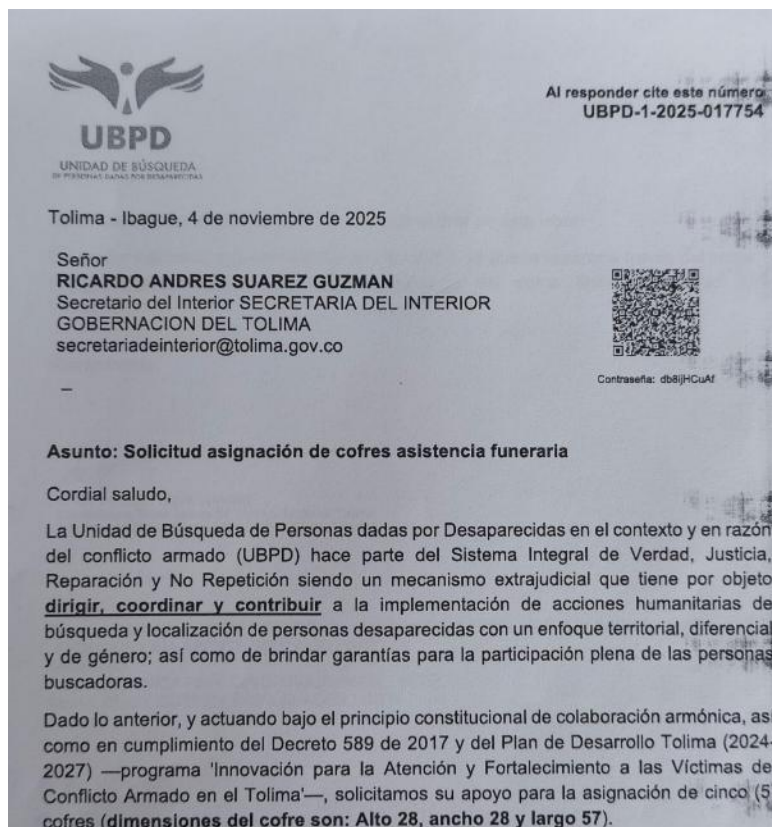 Al responder cite este número
UBPD-1-2025-017754
UBPD
UNIDAD DE BÚSQUEDA
DE PERSONAS DADAS POR DESAPARECIDAS
Tolima - Ibague, 4 de noviembre de 2025
Señor
RICARDO ANDRES SUAREZ GUZMAN
Secretario del Interior SECRETARIA DEL INTERIOR
GOBERNACION DEL TOLIMA
secretariadeinterior@tolima.gov.co
Contraseña: db8ijHCuAf
–
Asunto: Solicitud asignación de cofres asistencia funeraria
Cordial saludo,
La Unidad de Búsqueda de Personas dadas por Desaparecidas en el contexto y en razón
del conflicto armado (UBPD) hace parte del Sistema Integral de Verdad, Justicia,
Reparación y No Repetición siendo un mecanismo extrajudicial que tiene por objeto
dirigir, coordinar y contribuir a la implementación de acciones humanitarias de
búsqueda y localización de personas desaparecidas con un enfoque territorial, diferencial
y de género; así como de brindar garantías para la participación plena de las personas
buscadoras.
Dado lo anterior, y actuando bajo el principio constitucional de colaboración armónica, así
como en cumplimiento del Decreto 589 de 2017 y del Plan de Desarrollo Tolima (2024-
2027) —programa 'Innovación para la Atención y Fortalecimiento a las Víctimas de
Conflicto Armado en el Tolima'—, solicitamos su apoyo para la asignación de cinco (5
cofres (dimensiones del cofre son: Alto 28, ancho 28 y largo 57).